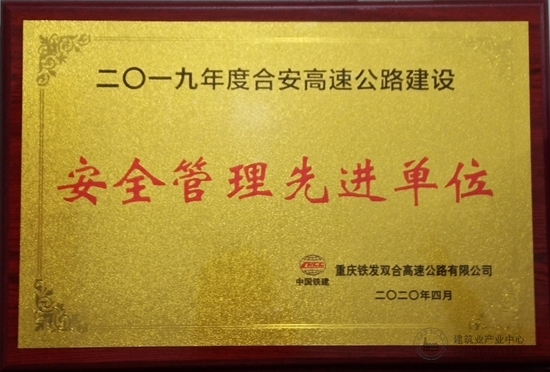 二〇一九年度合安高速公路建设
安全管理先进单位
CRCC
中国铁建
重庆铁发双合高速公路有限公司
二〇二〇年四月
建筑业产业中心